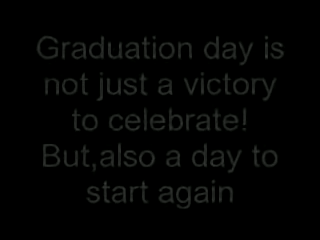 Graduation day is
not just a victory
to celebrate!
But,also a day to
start again